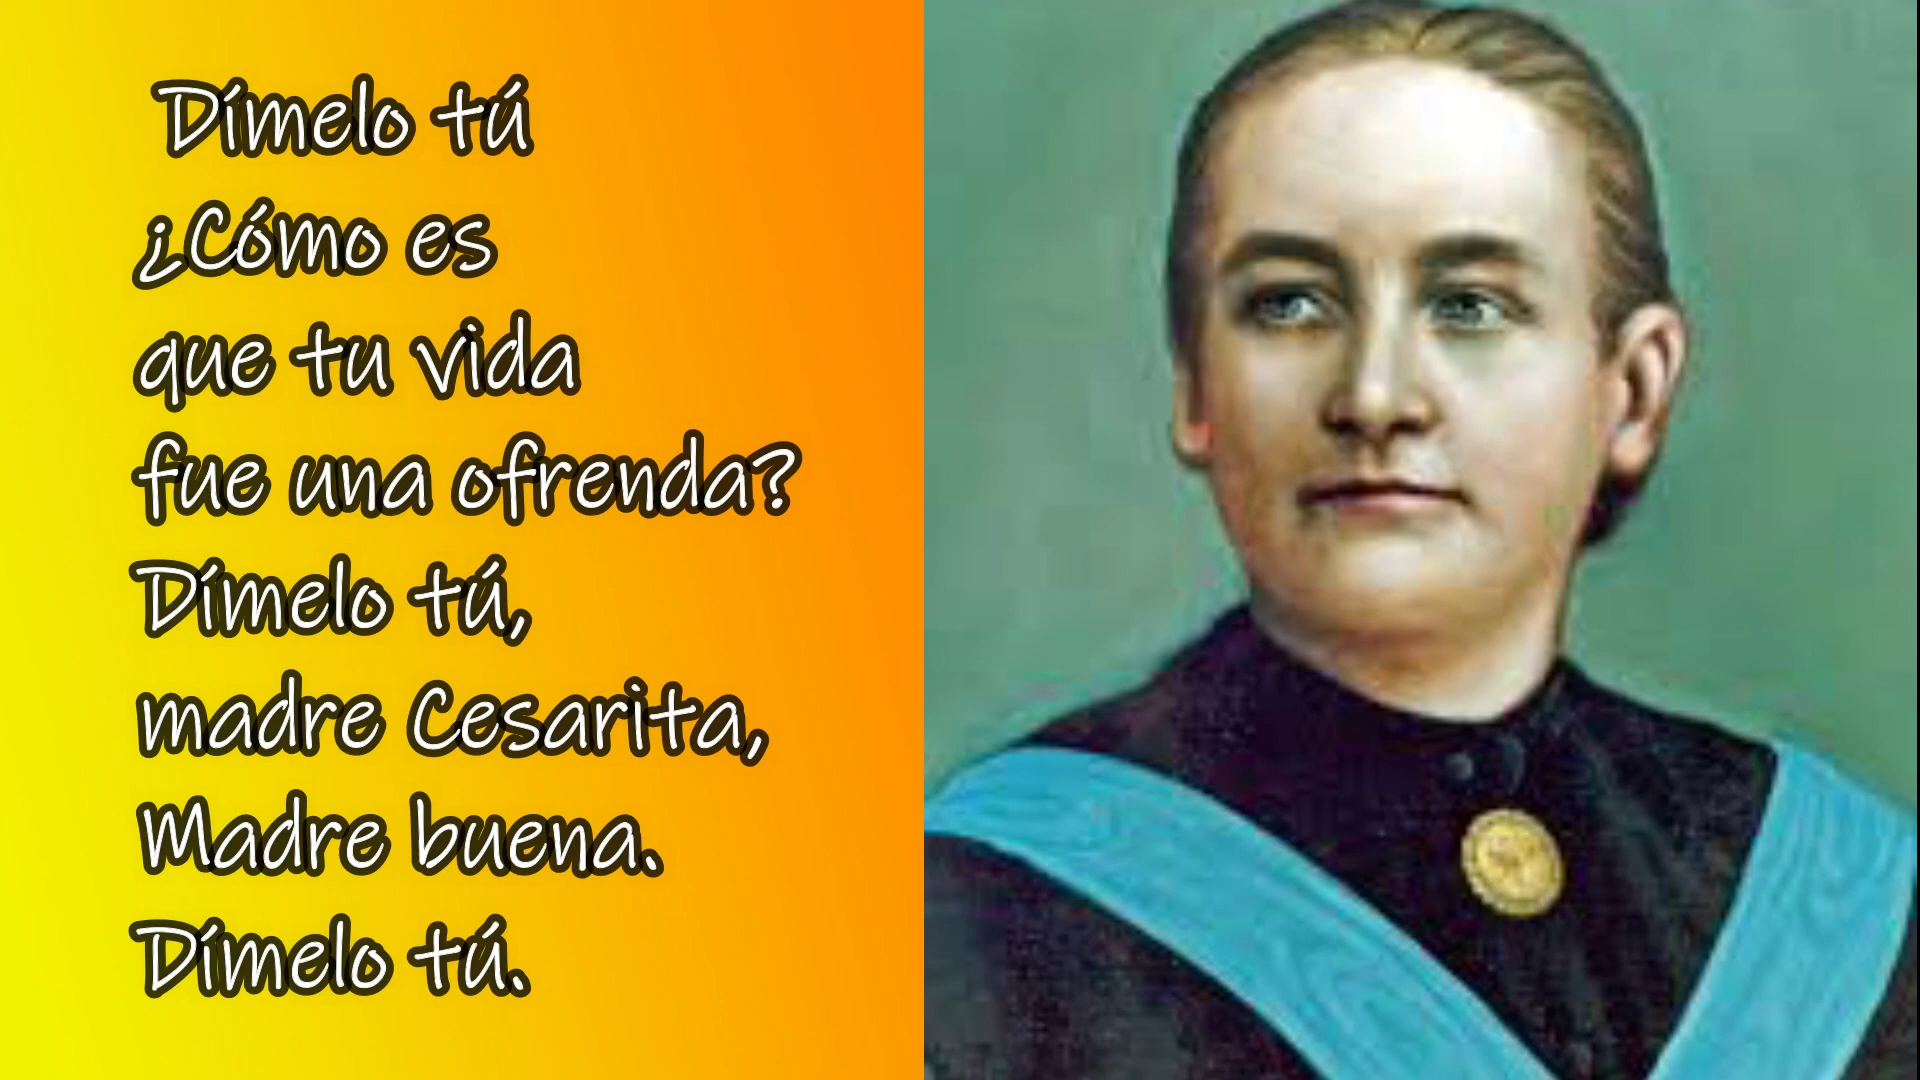 Dímelo tú
¿Cómo es
que tu vida
fue una ofrenda?
Dímelo tú,
madre Cesarita,
Madre buena.
Dímelo tú.